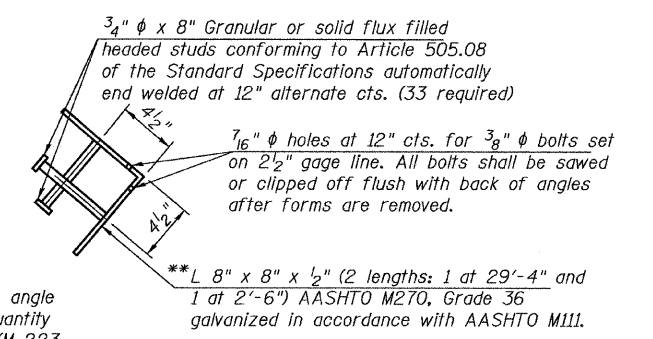 3/4" ϕ x 8" Granular or solid flux filled
headed studs conforming to Article 505.08
of the Standard Specifications automatically
end welded at 12" alternate cts. (33 required)
4 1/2"
7/16" ϕ holes at 12" cts. for 3/8" ϕ bolts set
on 2 1/2" gage line. All bolts shall be sawed
or clipped off flush with back of angles
after forms are removed.
4 1/2"
**L 8" x 8" x 1/2" (2 lengths: 1 at 29'-4" and
1 at 2'-6") AASHTO M270, Grade 36
galvanized in accordance with AASHTO M111.
angle